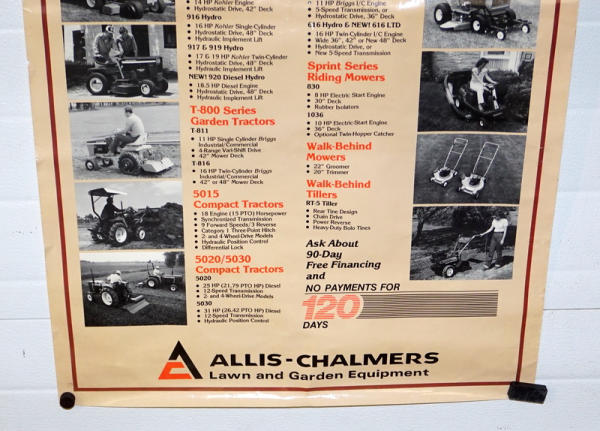 14 HP Kohler Engine
Hydrostatic Drive, 42" Deck
916 Hydro
16 HP Kohler Single-Cylinder
Hydrostatic Drive, 48" Deck
Hydraulic Implement Lift
917 & 919 Hydro
17 & 19 HP Kohler Twin-Cylinder
Hydrostatic Drive, 48" Deck
Hydraulic Implement Lift
NEW! 920 Diesel Hydro
18.5 HP Diesel Engine
Hydrostatic Drive, 48" Deck
Hydraulic Implement Lift
T-800 Series
Garden Tractors
T-811
11 HP Single Cylinder Briggs
Industrial/Commercial
4-Range Vari-Shift Drive
42" Mower Deck
T-816
16 HP Twin-Cylinder Briggs
Industrial/Commercial
42" or 48" Mower Deck
5015
Compact Tractors
18 Engine (15 PTO) Horsepower
Synchronized Transmission
9 Forward Speeds/3 Reverse
Category 1 Three-Point Hitch
2- and 4-Wheel-Drive Models
Hydraulic Position Control
Differential Lock
5020/5030
Compact Tractors
5020
25 HP (21.79 PTO HP) Diesel
12-Speed Transmission
2- and 4-Wheel-Drive Models
5030
31 HP (26.42 PTO HP) Diesel
12-Speed Transmission
Hydraulic Position Control
11 HP Briggs I/C Engine
5-Speed Transmission, or
Hydrostatic Drive, 36" Deck
616 Hydro & NEW! 616 LTD
16 HP Twin-Cylinder I/C Engine
Wide 36", 42" or New 48" Deck
Hydrostatic Drive, or
New 5-Speed Transmission
Sprint Series
Riding Mowers
830
8 HP Electric Start Engine
30" Deck
Rubber Isolators
1036
10 HP Electric-Start Engine
36" Deck
Optional Twin-Hopper Catcher
Walk-Behind
Mowers
22" Groomer
20" Trimmer
Walk-Behind
Tillers
RT-5 Tiller
Rear Tine Design
Chain Drive
Power Reverse
Heavy-Duty Bolo Tines
Ask About
90-Day
Free Financing
and
NO PAYMENTS FOR
120
DAYS
ALLIS-CHALMERS
Lawn and Garden Equipment